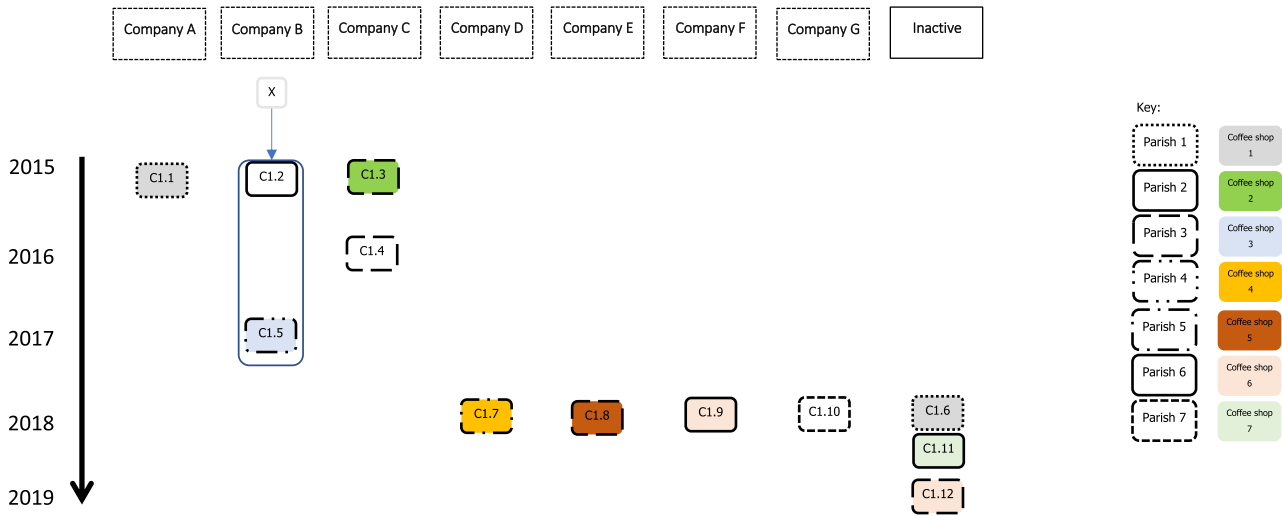 Company A
Company B
Company C
Company D
Company E
Company F
Company G
Inactive
X
Key:
Parish 1
Coffee shop
1
Parish 2
Coffee shop
2
Parish 3
Coffee shop
3
Parish 4
Coffee shop
4
Parish 5
Coffee shop
5
Parish 6
Coffee shop
6
Parish 7
Coffee shop
7
2015
C1.1
C1.2
C1.3
2016
C1.4
2017
C1.5
2018
C1.7
C1.8
C1.9
C1.10
C1.6
C1.11
2019
C1.12